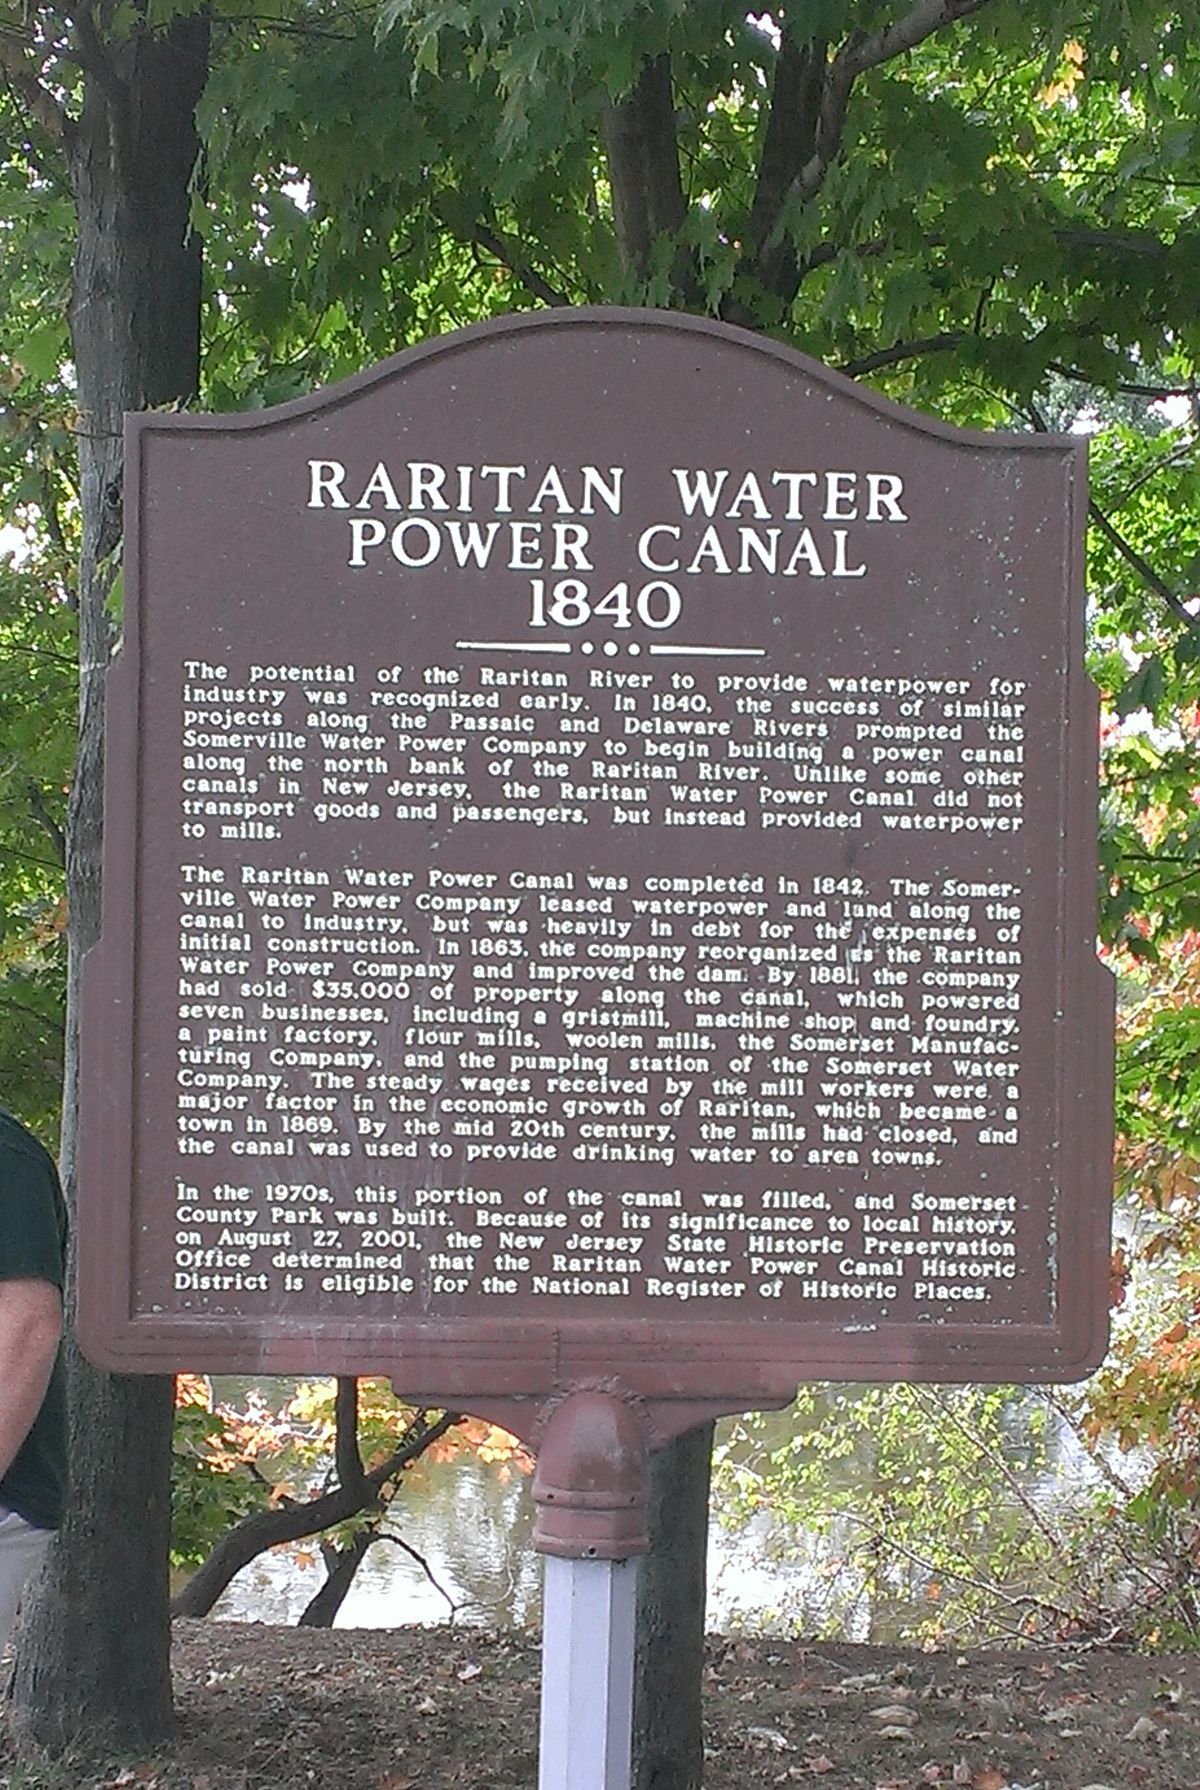 RARITAN WATER
POWER CANAL
1840
The potential of the Raritan River to provide waterpower for
industry was recognized early. In 1840, the success of similar
projects along the Passaic and Delaware Rivers prompted the
Somerville Water Power Company to begin building a power canal
along the north bank of the Raritan River. Unlike some other
canals in New Jersey, the Raritan Water Power Canal did not
transport goods and passengers, but instead provided waterpower
to mills.
The Raritan Water Power Canal was completed in 1842. The Somer-
ville Water Power Company leased waterpower and land along the
canal to industry, but was heavily in debt for the expenses of
initial construction. In 1863, the company reorganized as the Raritan
Water Power Company and improved the dam. By 1881, the company
had sold $35,000 of property along the canal, which powered
seven businesses, including a gristmill, machine shop and foundry,
a paint factory, flour mills, woolen mills, the Somerset Manufac-
turing Company, and the pumping station of the Somerset Water
Company. The steady wages received by the mill workers were a
major factor in the economic growth of Raritan, which became a
town in 1869. By the mid 20th century, the mills had closed, and
the canal was used to provide drinking water to area towns.
In the 1970s, this portion of the canal was filled, and Somerset
County Park was built. Because of its significance to local history,
on August 27, 2001, the New Jersey State Historic Preservation
Office determined that the Raritan Water Power Canal Historic
District is eligible for the National Register of Historic Places.